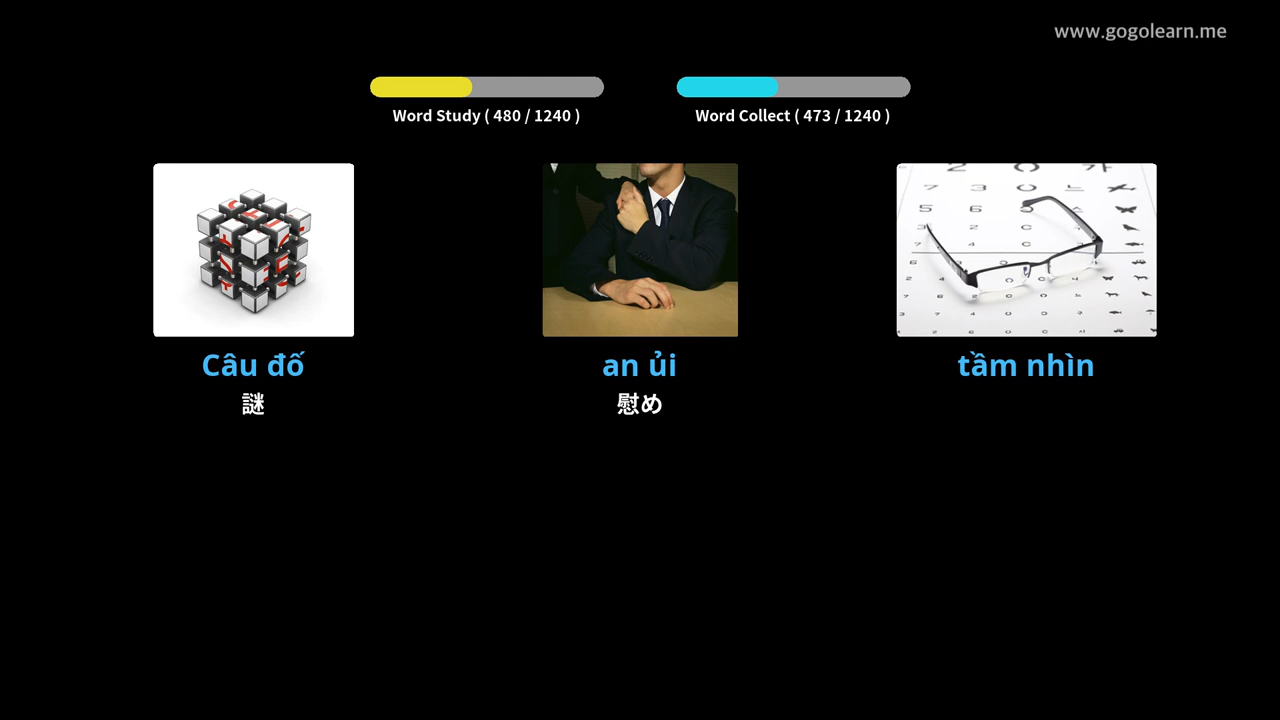 www.gogolearn.me
Word Study ( 480 / 1240 )
Word Collect ( 473 / 1240 )
Câu đố
謎
an ủi
慰め
tầm nhìn